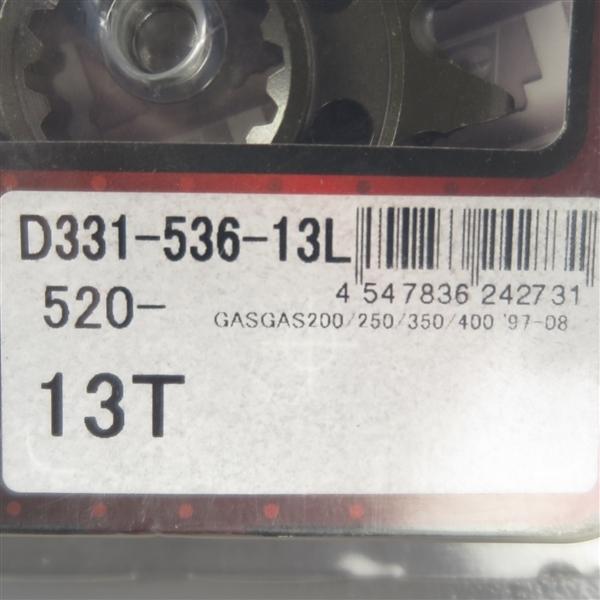 D331-536-13L
4 547836 242731
520-
GASGAS200/250/350/400 '97-08
13T